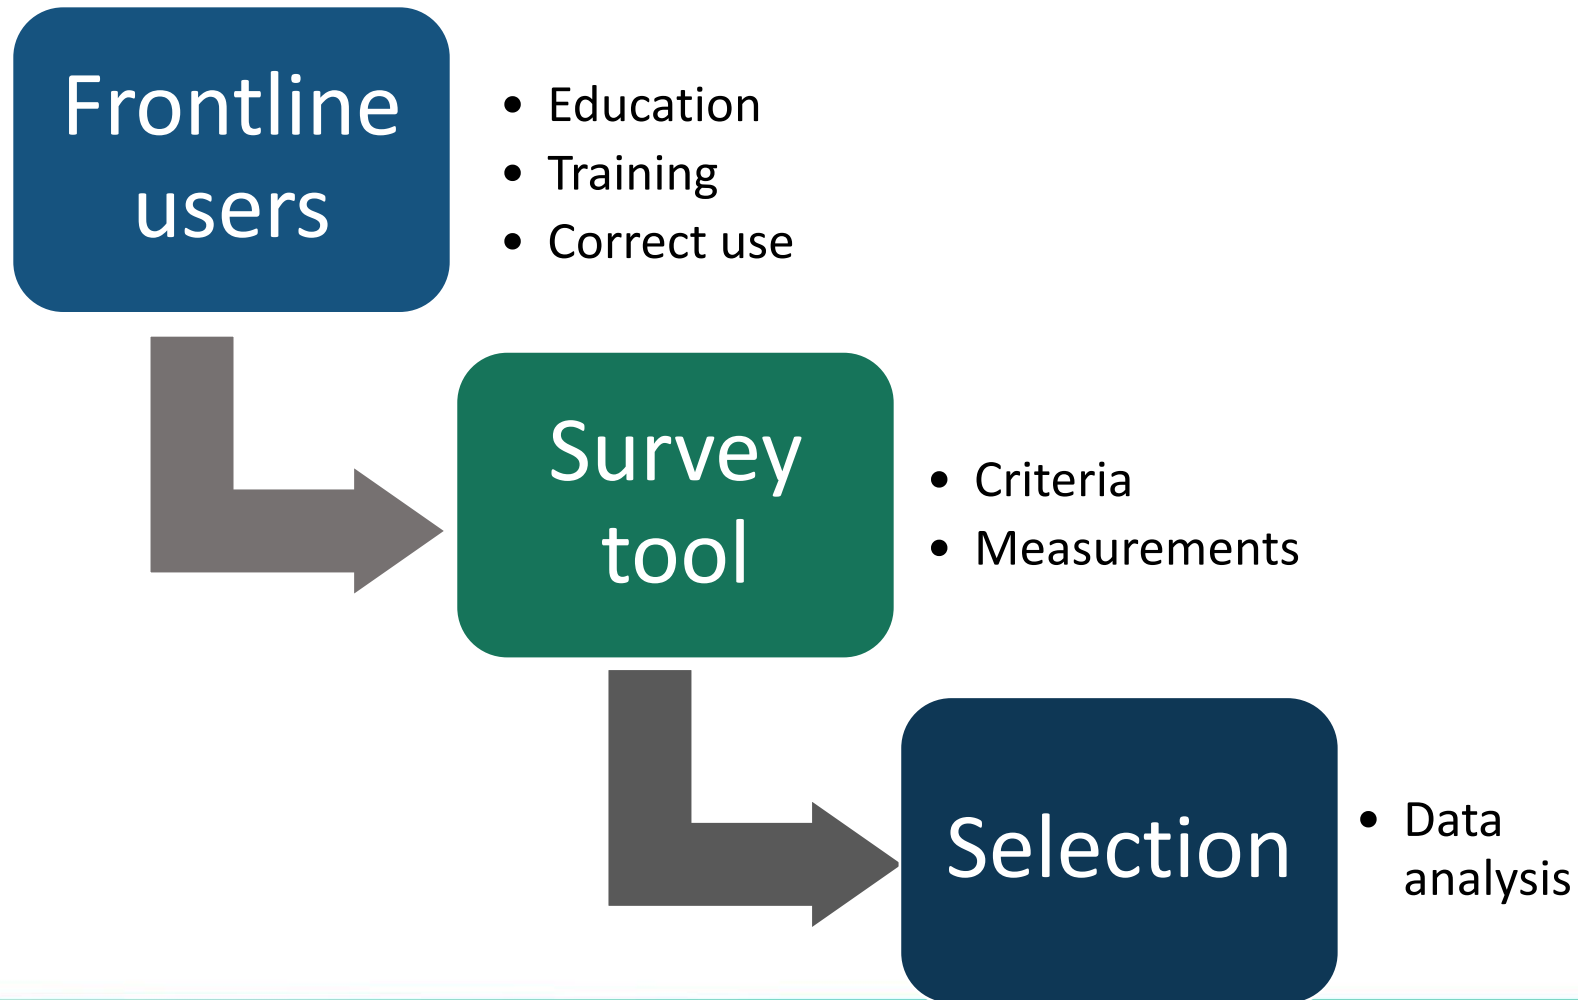 Frontline
users
• Education
• Training
• Correct use
Survey
tool
• Criteria
• Measurements
Selection
• Data
analysis